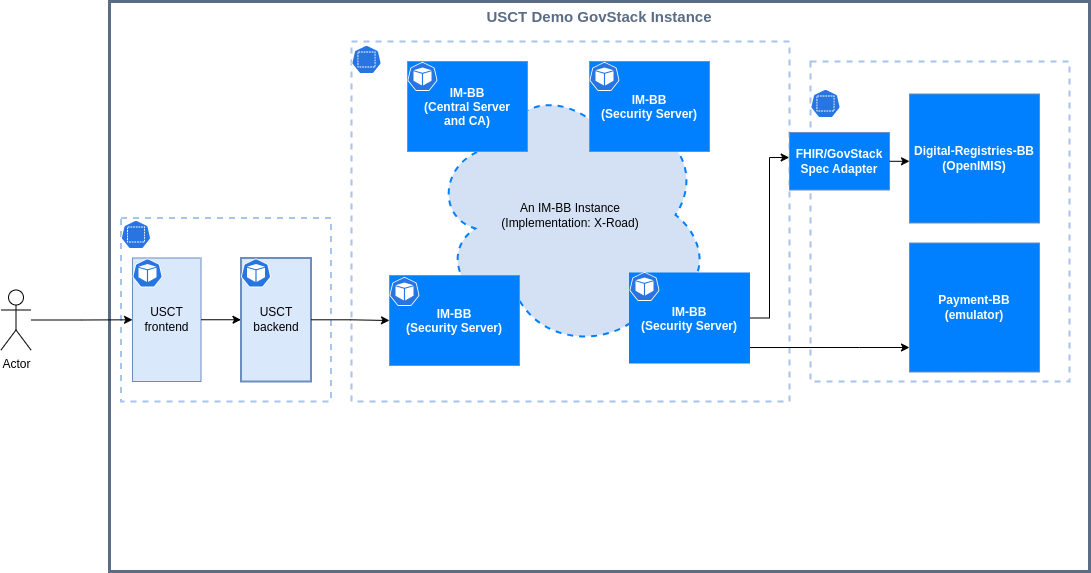 USCT Demo GovStack Instance
IM-BB
(Central Server
and CA)
IM-BB
(Security Server)
FHIR/GovStack
Spec Adapter
Digital-Registries-BB
(OpenIMIS)
An IM-BB Instance
(Implementation: X-Road)
USCT
frontend
USCT
backend
IM-BB
(Security Server)
IM-BB
(Security Server)
Payment-BB
(emulator)
Actor